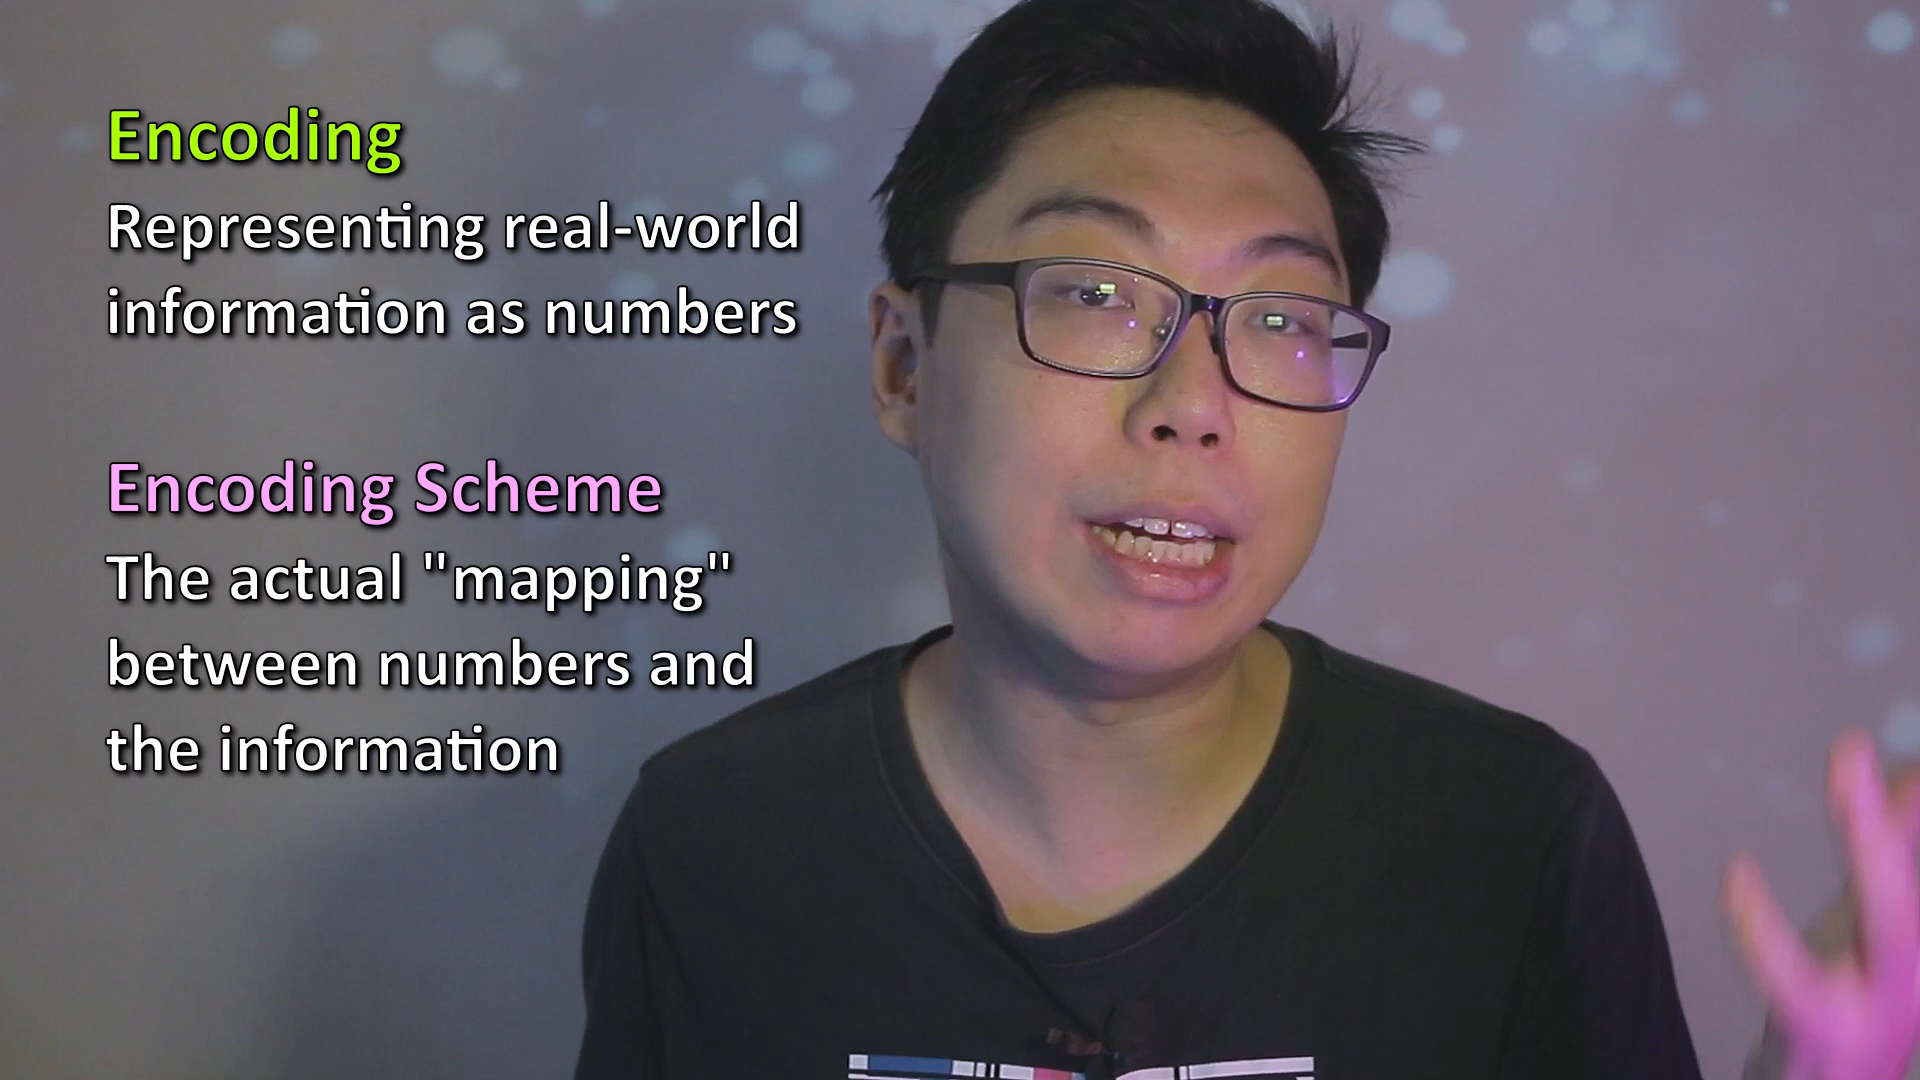 Encoding
Representing real-world
information as numbers
Encoding Scheme
The actual "mapping"
between numbers and
the information